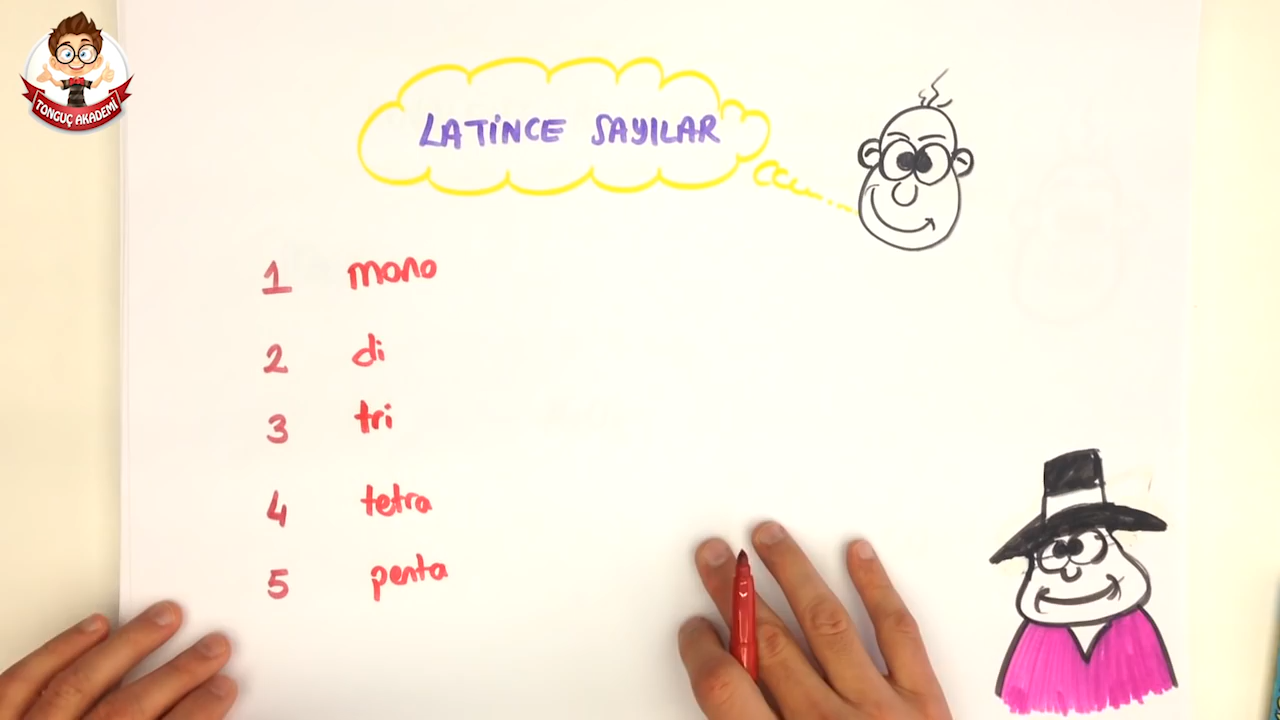 TONGUÇ AKADEMİ
LATİNCE SAYILAR
1 mono
2 di
3 tri
4 tetra
5 penta